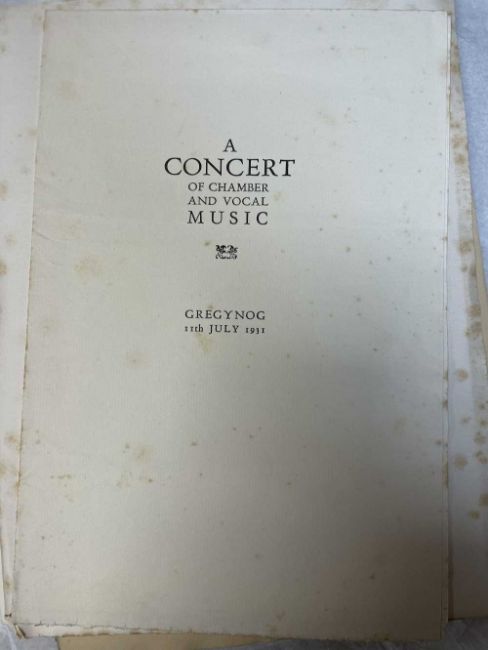 A
CONCERT
OF CHAMBER
AND VOCAL
MUSIC
GREGYNOG
11th JULY 1931